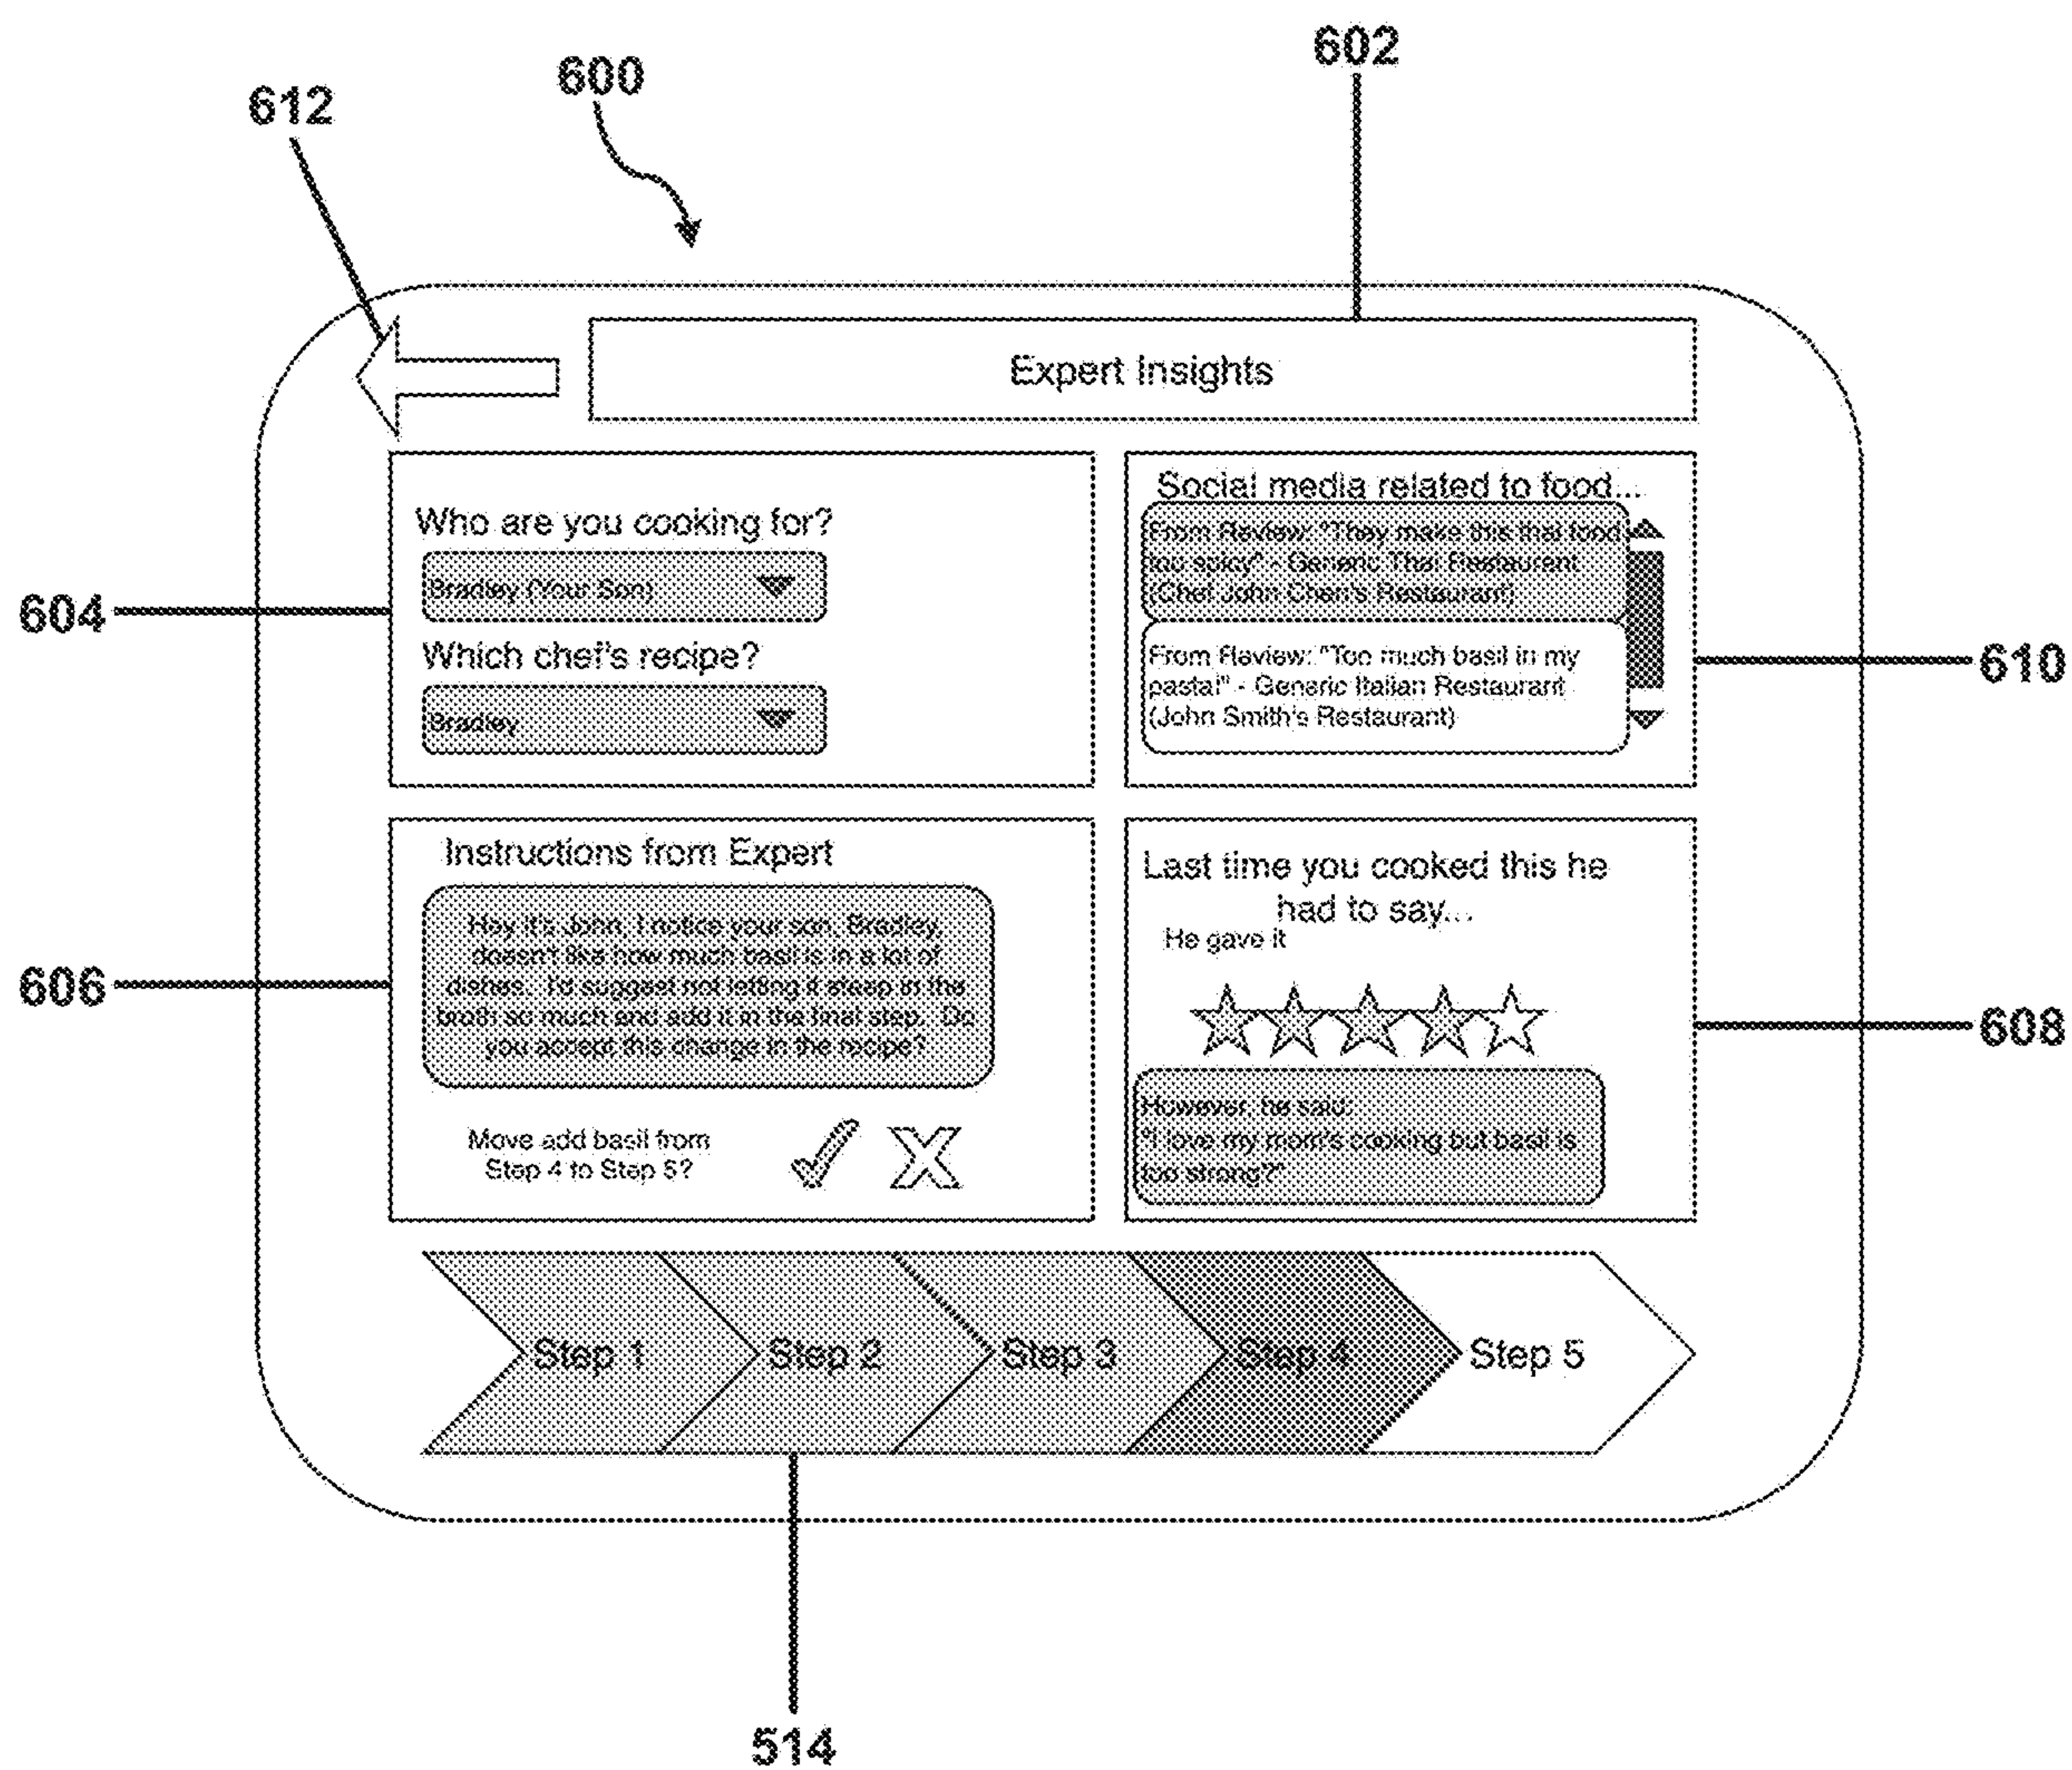 602
600
612
Expert Insights
Who are you cooking for?
Bradley (Your Son)
Which chef's recipe?
Bradley
604
Social media related to food...
From Review: "They make this thai food
too spicy" - Generic Thai Restaurant
(Chef John Chen's Restaurant)
From Review: "Too much basil in my
pasta!" - Generic Italian Restaurant
(John Smith's Restaurant)
610
Instructions from Expert
Hey it's John, I notice your son, Bradley,
doesn't like how much basil is in a lot of
dishes. I'd suggest not letting it steep in the
broth so much and add it in the final step. Do
you accept this change in the recipe?
Move add basil from
Step 4 to Step 5?
606
Last time you cooked this he
had to say...
He gave it
However, he said:
"I love my mom's cooking but basil is
too strong?"
608
Step 1 Step 2 Step 3 Step 4 Step 5
514